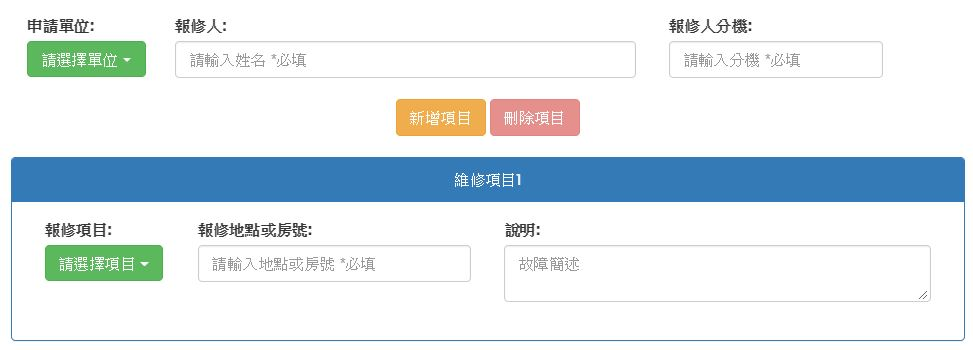 申請單位: 報修人: 報修人分機:
請選擇單位 請輸入姓名 *必填 請輸入分機 *必填
新增項目 刪除項目
維修項目1
報修項目: 報修地點或房號: 說明:
請選擇項目 請輸入地點或房號 *必填 故障簡述